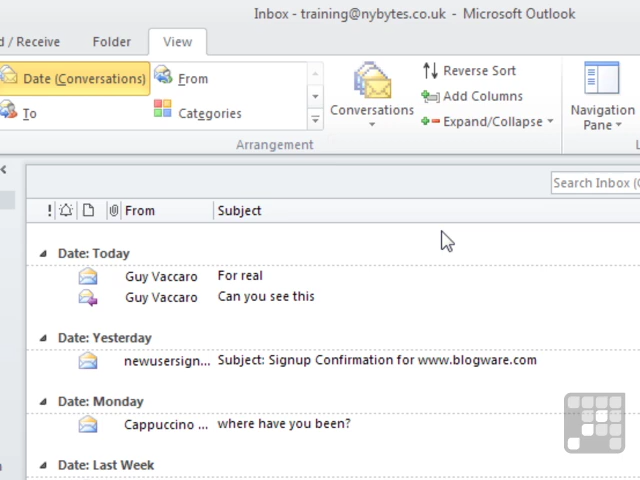 Inbox - training@nybytes.co.uk - Microsoft Outlook
d / Receive Folder View
Date (Conversations) From
To Categories
Conversations
Reverse Sort
Add Columns
Expand/Collapse
Navigation
Pane
Arrangement
Search Inbox (
! From Subject
Date: Today
Guy Vaccaro For real
Guy Vaccaro Can you see this
Date: Yesterday
newusersign... Subject: Signup Confirmation for www.blogware.com
Date: Monday
Cappuccino ... where have you been?
Date: Last Week